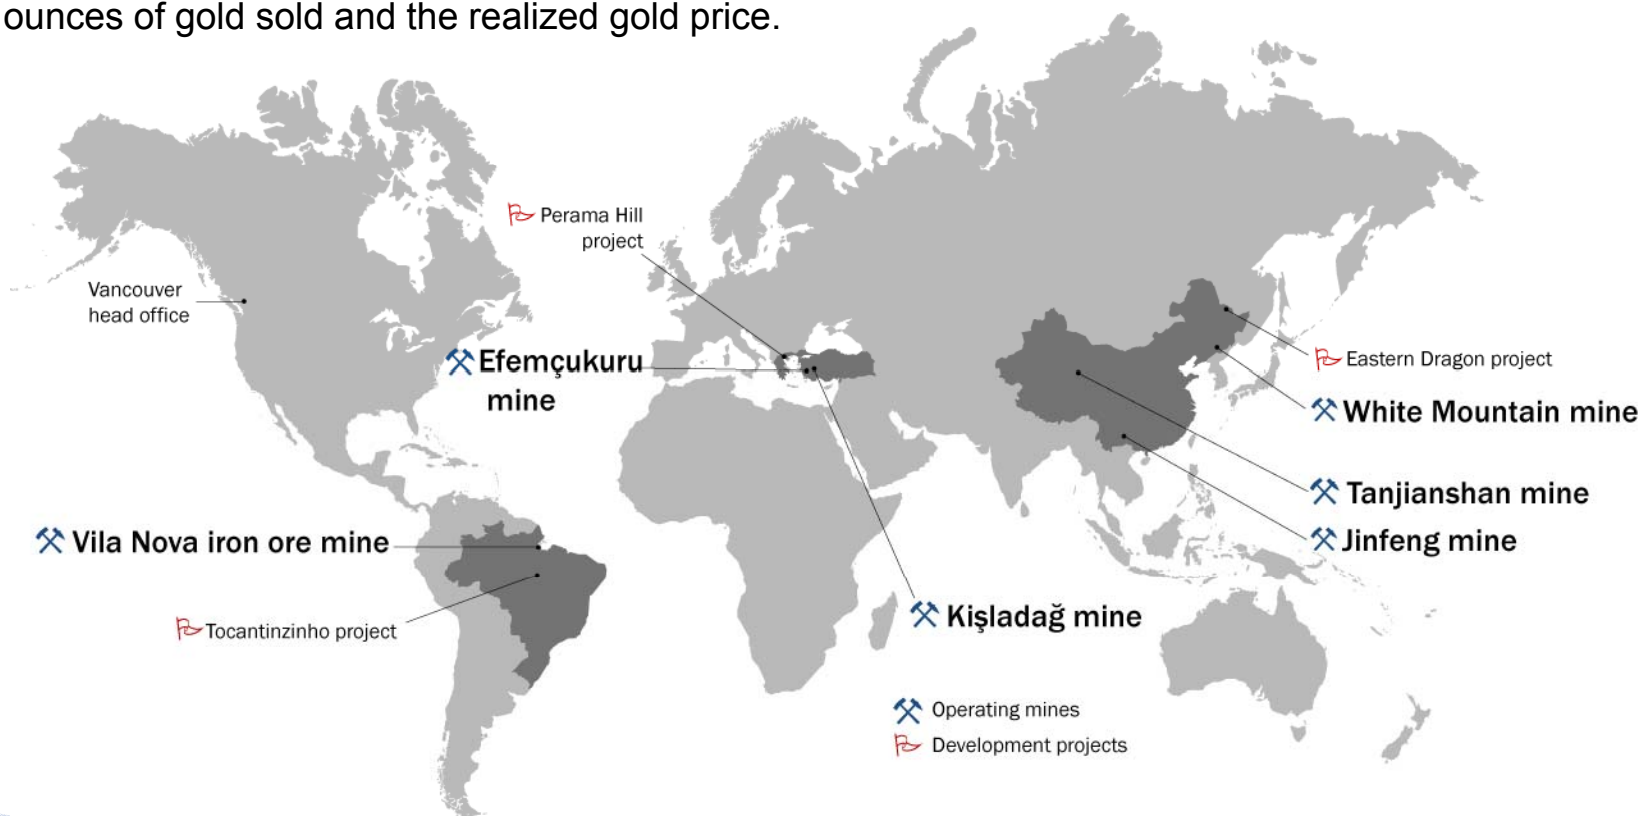 ounces of gold sold and the realized gold price.
Perama Hill
project
Vancouver
head office
Efemçukuru
mine
Eastern Dragon project
White Mountain mine
Tanjianshan mine
Jinfeng mine
Vila Nova iron ore mine
Tocantinzinho project
Kişladağ mine
Operating mines
Development projects